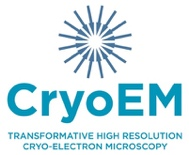 CryoEM
TRANSFORMATIVE HIGH RESOLUTION
CRYO-ELECTRON MICROSCOPY